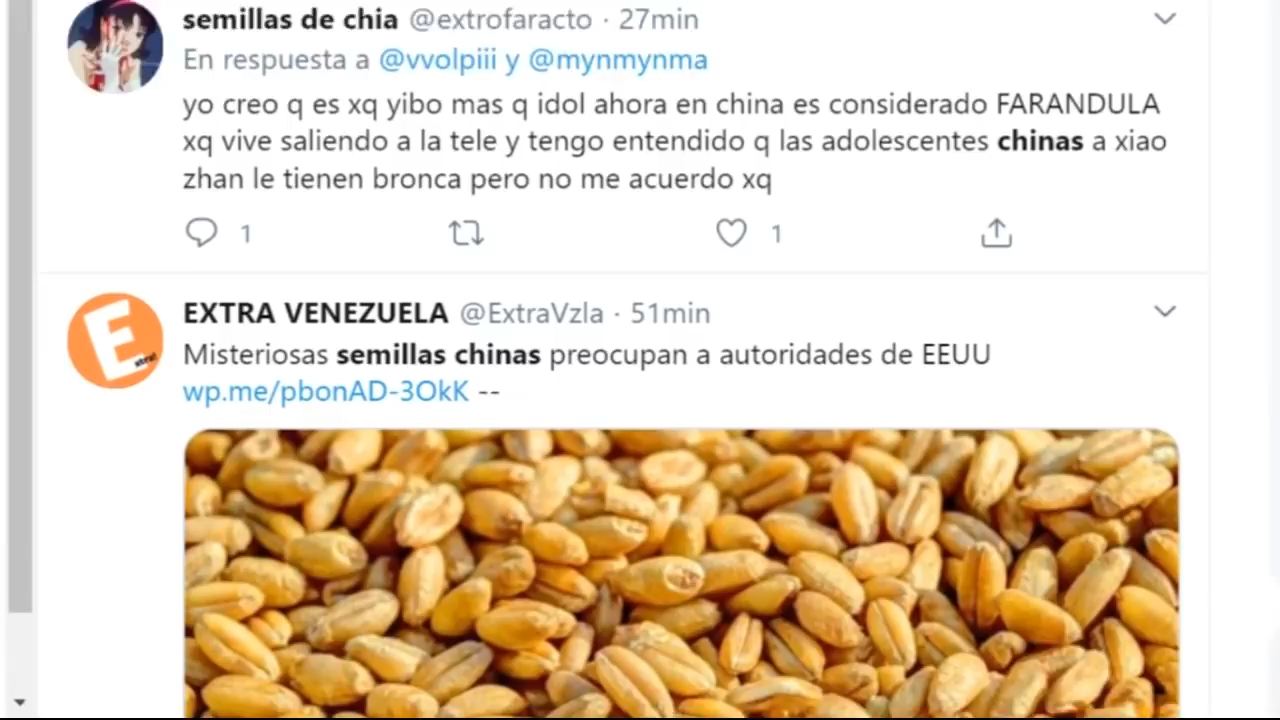 semillas de chia @extrofaracto · 27min
En respuesta a @vvolpiii y @mynmynma
yo creo q es xq yibo mas q idol ahora en china es considerado FARANDULA
xq vive saliendo a la tele y tengo entendido q las adolescentes chinas a xiao
zhan le tienen bronca pero no me acuerdo xq
1 1
E
xtra!
EXTRA VENEZUELA @ExtraVzla · 51min
Misteriosas semillas chinas preocupan a autoridades de EEUU
wp.me/pbonAD-3OkK --